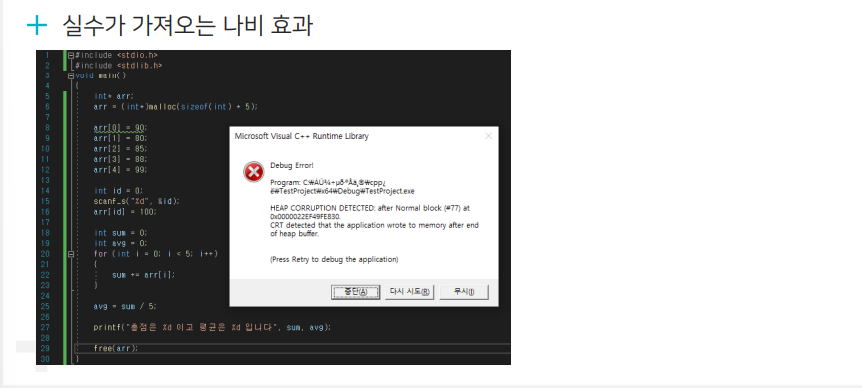 실수가 가져오는 나비 효과
1 #include <stdio.h>
2 #include <stdlib.h>
3 void main()
4 {
5 int* arr;
6 arr = (int*)malloc(sizeof(int) * 5);
7
8 arr[0] = 90;
9 arr[1] = 80;
10 arr[2] = 85;
11 arr[3] = 88;
12 arr[4] = 99;
13
14 int id = 0;
15 scanf_s("%d", &id);
16 arr[id] = 100;
17
18 int sum = 0;
19 int avg = 0;
20 for (int i = 0; i < 5; i++)
21 {
22 sum += arr[i];
23 }
24
25 avg = sum / 5;
26
27 printf("총점은 %d 이고 평균은 %d 입니다", sum, avg);
28
29 free(arr);
30 }
Microsoft Visual C++ Runtime Library
Debug Error!
Program:
₩TestProject₩x64₩Debug₩TestProject.exe
HEAP CORRUPTION DETECTED: after Normal block (#77) at
0x0000022EF49FE830.
CRT detected that the application wrote to memory after end
of heap buffer.
(Press Retry to debug the application)
중단(A) 다시 시도(R) 무시(I)